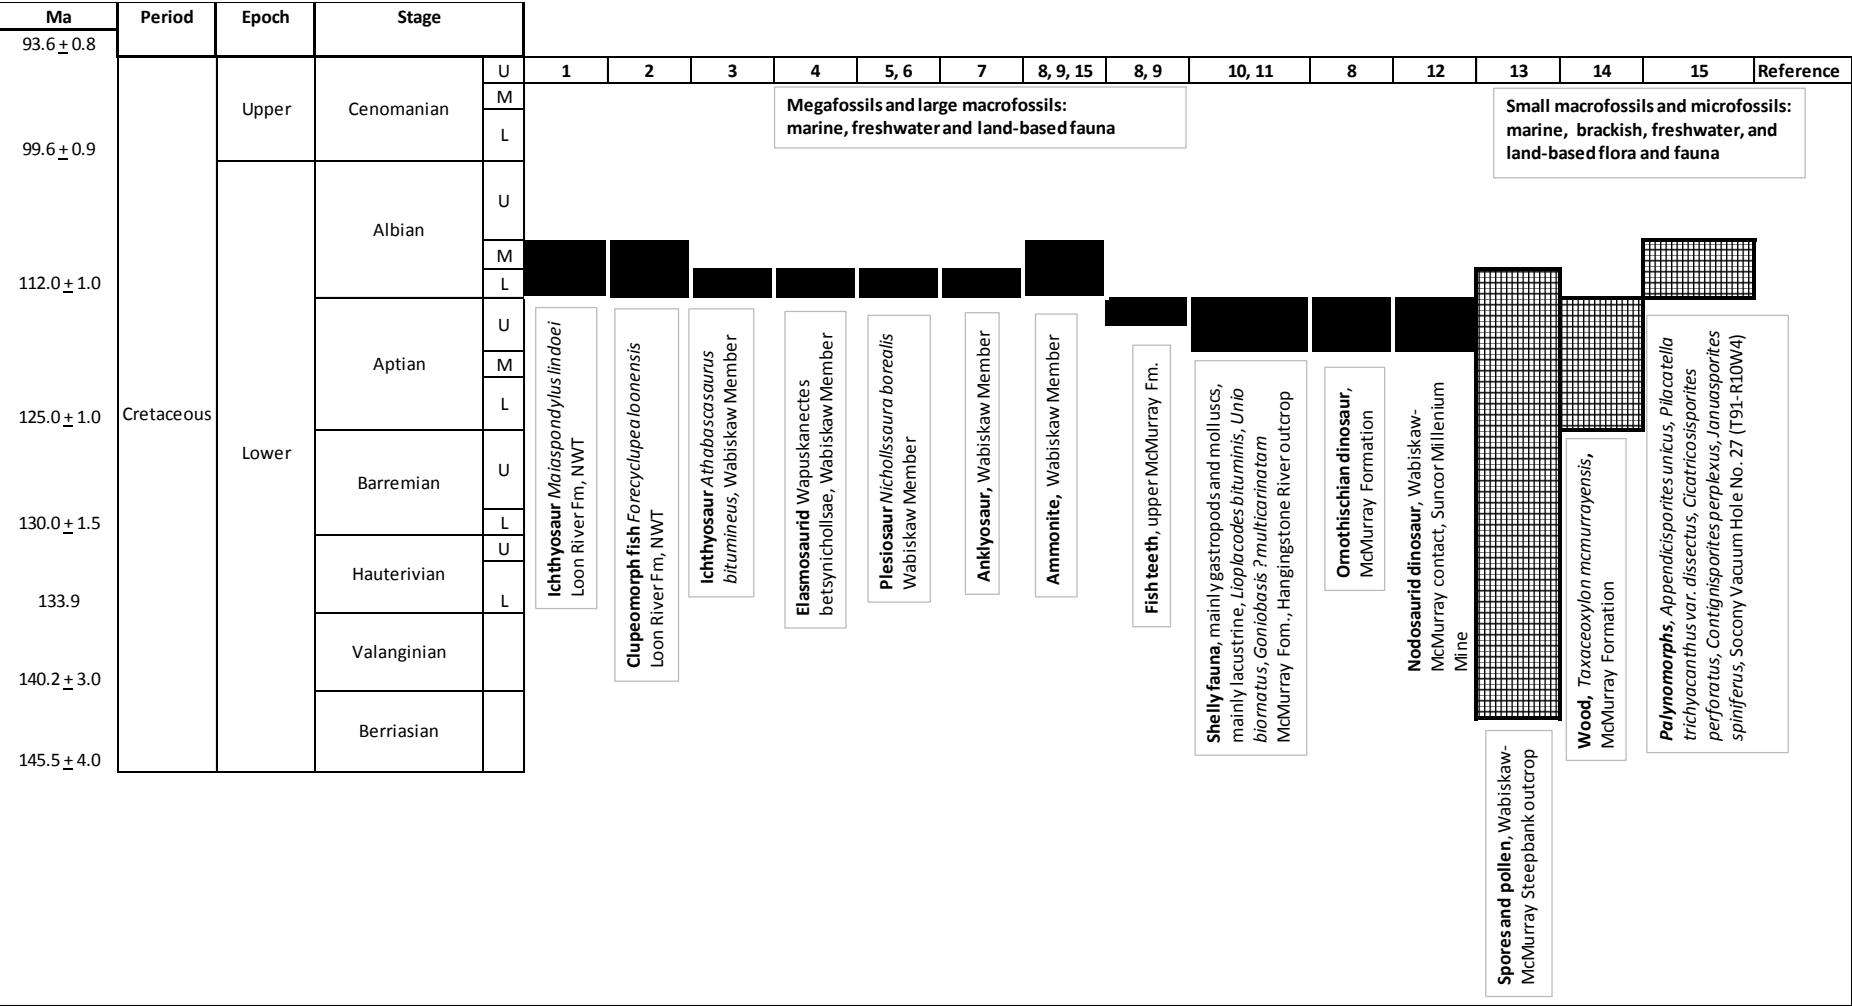 Ma Period Epoch Stage
93.6 ± 0.8
1 2 3 4 5, 6 7 8, 9, 15 8, 9 10, 11 8 12 13 14 15 Reference
Cretaceous
Upper
Cenomanian
U
M
L
99.6 ± 0.9
Lower
Albian
U
M
L
112.0 ± 1.0
Aptian
U
M
L
125.0 ± 1.0
Barremian
U
L
130.0 ± 1.5
Hauterivian
U
L
133.9
Valanginian
140.2 ± 3.0
Berriasian
145.5 ± 4.0
Megafossils and large macrofossils:
marine, freshwater and land-based fauna
Small macrofossils and microfossils:
marine, brackish, freshwater, and
land-based flora and fauna
Ichthyosaur Maiaspondylus lindoei
Loon River Fm, NWT
Clupeomorph fish Forecyclupea loonensis
Loon River Fm, NWT
Ichthyosaur Athabascasaurus
bitumineus, Wabiskaw Member
Elasmosaurid Wapuskanectes
betsynichollsae, Wabiskaw Member
Plesiosaur Nichollssaura borealis
Wabiskaw Member
Anklyosaur, Wabiskaw Member
Ammonite, Wabiskaw Member
Fish teeth, upper McMurray Fm.
Shelly fauna, mainly gastropods and molluscs,
mainly lacustrine, Lioplacodes bituminis, Unio
biornatus, Goniobasis ? multicarinatam
McMurray Fom., Hangingstone River outcrop
Ornothischian dinosaur,
McMurray Formation
Nodosaurid dinosaur, Wabiskaw-
McMurray contact, Suncor Millenium
Mine
Spores and pollen, Wabiskaw-
McMurray Steepbank outcrop
Wood, Taxaceoxylon mcmurrayensis,
McMurray Formation
Palynomorphs, Appendicisporites unicus, Pilacatella
trichyacanthus var. dissectus, Cicatricosisporites
perforatus, Contignisporites perplexus, Januasporites
spiniferus, Socony Vacuum Hole No. 27 (T91-R10W4)